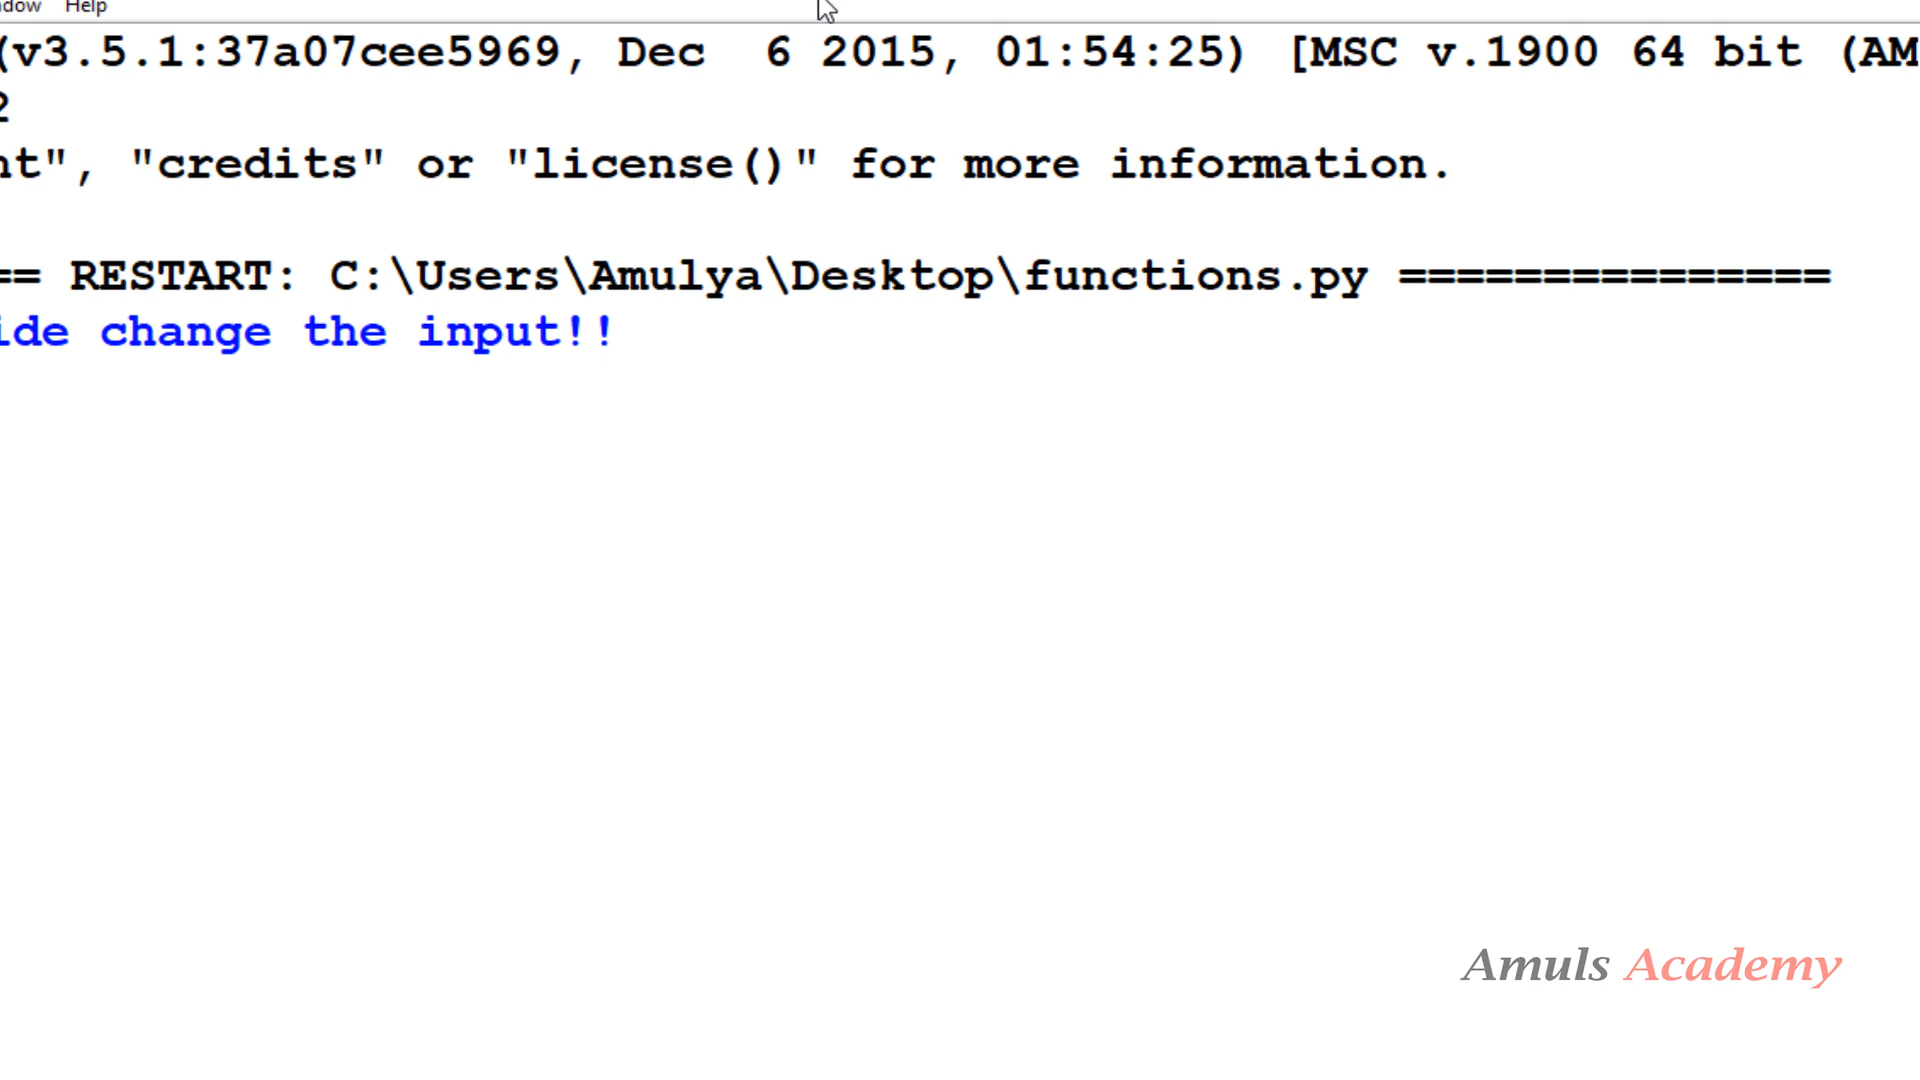 Help
(v3.5.1:37a07cee5969, Dec  6 2015, 01:54:25) [MSC v.1900 64 bit (AM
2
nt", "credits" or "license()" for more information.
== RESTART: C:\Users\Amulya\Desktop\functions.py ===============
ide change the input!!
Amuls Academy